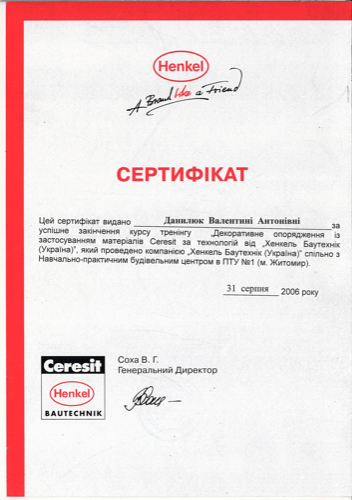 Henkel
A Brand Like a Friend
СЕРТИФІКАТ
Цей сертифікат видано Данилюк Валентині Антонівні за
успішне закінчення курсу тренінгу „Декоративне опорядження із
застосуванням матеріалів Ceresit за технологій від „Хенкель Баутехнік
(Україна)”, який проведено компанією „Хенкель Баутехнік (Україна)” спільно з
Навчально-практичним будівельним центром в ПТУ №1 (м. Житомир).
31 серпня 2006 року
Ceresit
Henkel
BAUTECHNIK
Соха В. Г.
Генеральний Директор